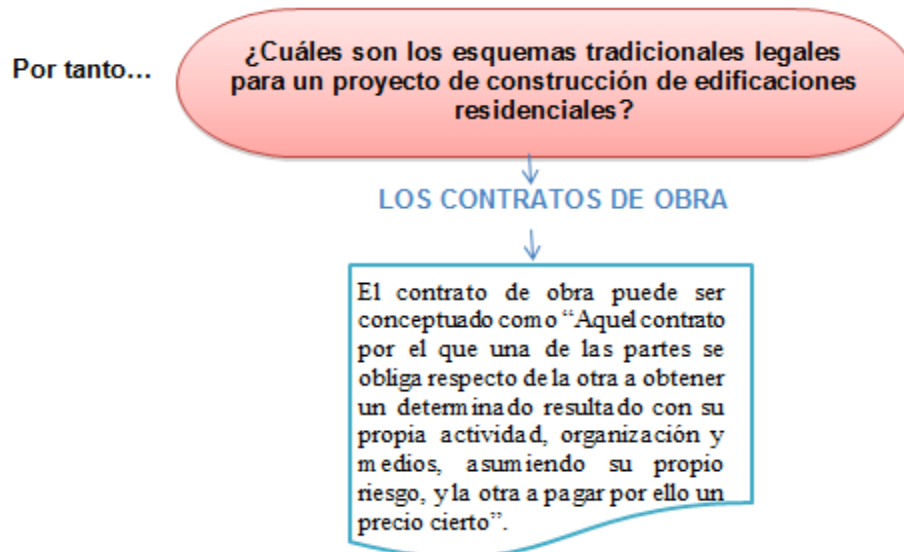 Por tanto...
¿Cuáles son los esquemas tradicionales legales
para un proyecto de construcción de edificaciones
residenciales?
LOS CONTRATOS DE OBRA
El contrato de obra puede ser
conceptuado como “Aquel contrato
por el que una de las partes se
obliga respecto de la otra a obtener
un determinado resultado con su
propia actividad, organización y
medios, asumiendo su propio
riesgo, y la otra a pagar por ello un
precio cierto”.